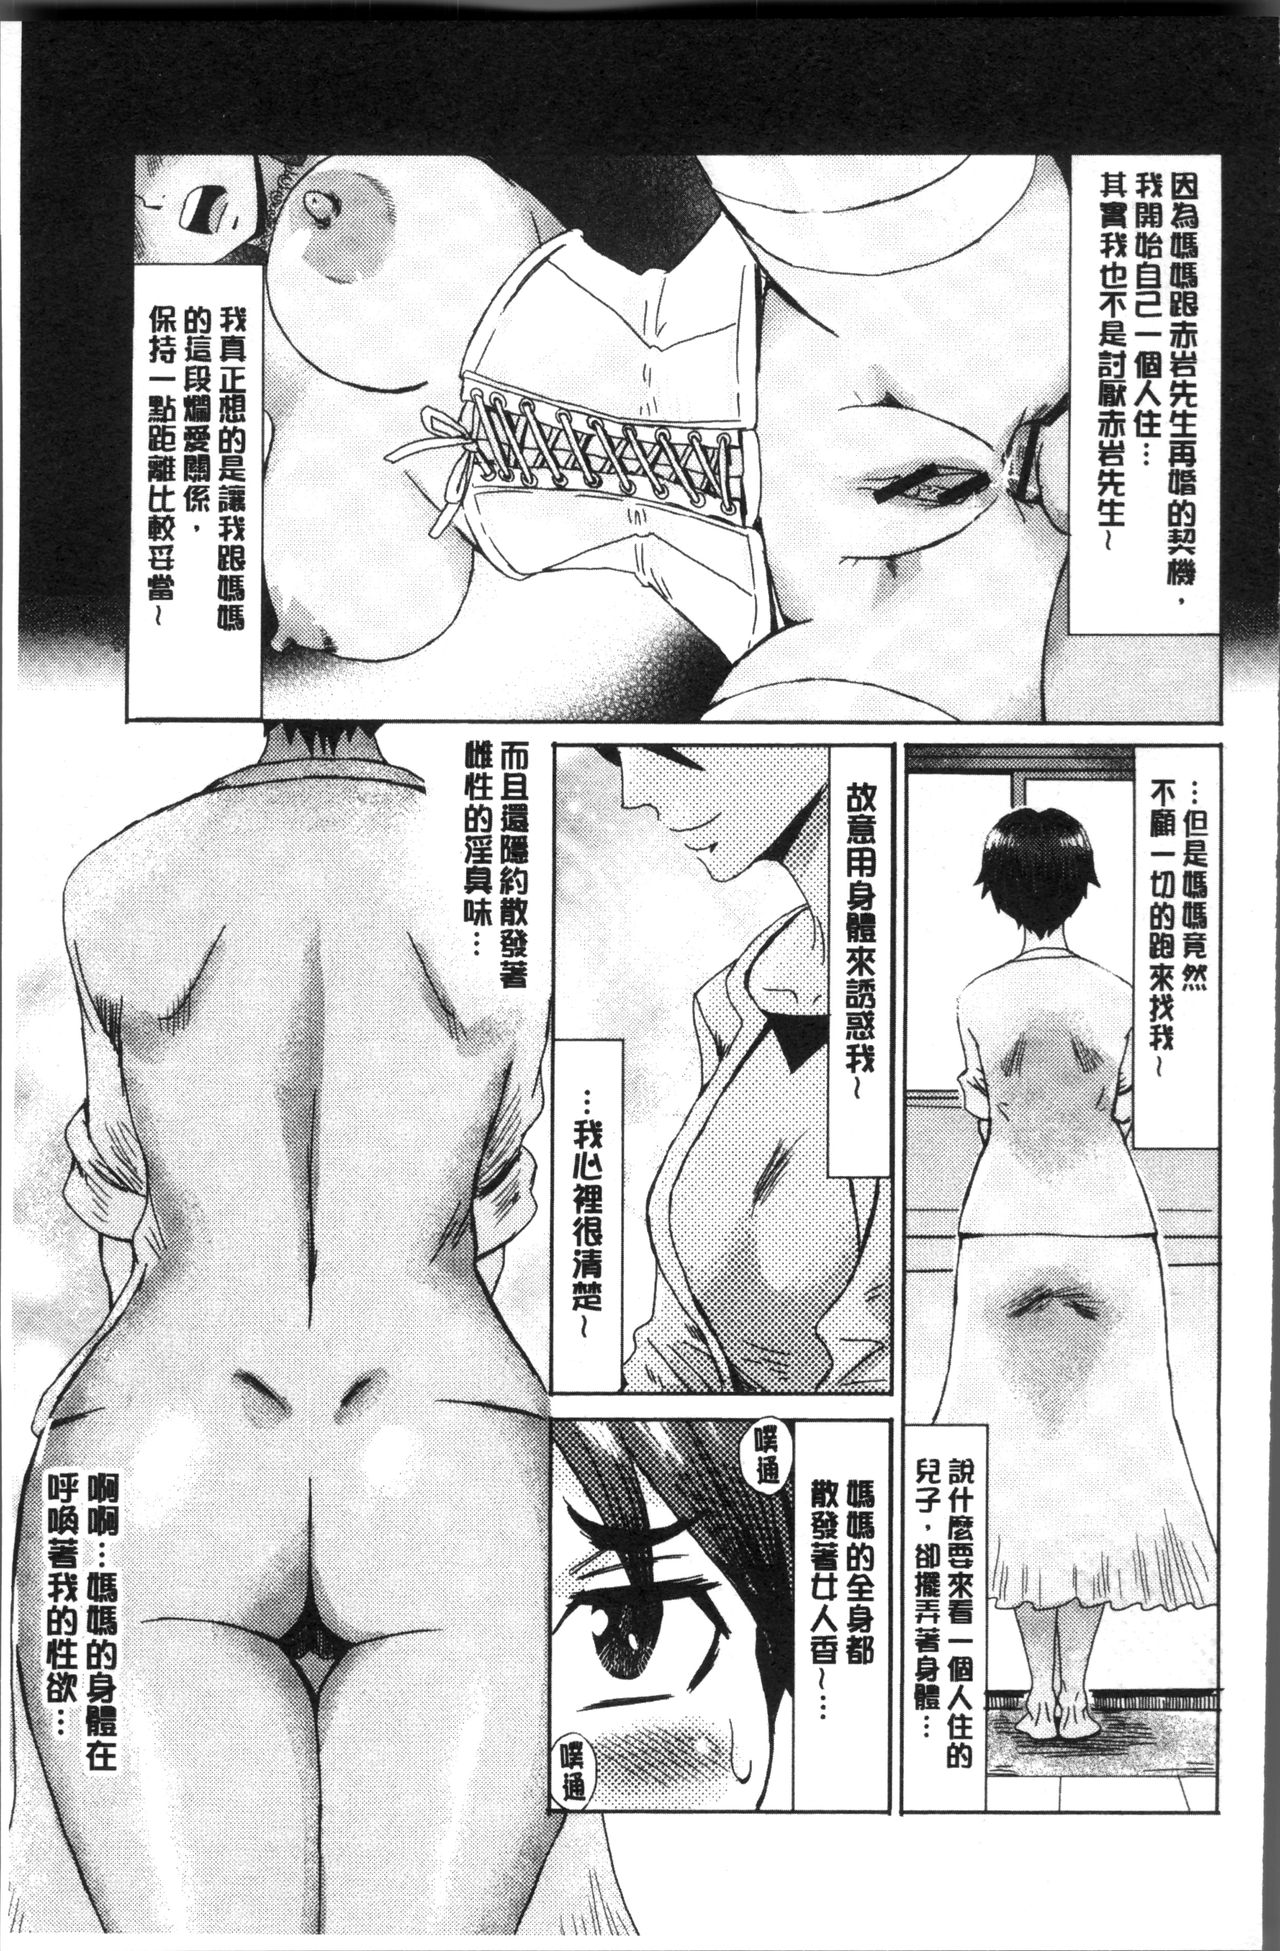 因為媽媽跟赤岩先生再婚的契機，
我開始自己一個人住…
其實我也不是討厭赤岩先生～
我真正想的是讓我跟媽媽
的這段爛愛關係，
保持一點距離比較妥當～
…但是媽媽竟然
不顧一切的跑來找我～
說什麼要來看一個人住的
兒子，卻擺弄著身體…
故意用身體來誘惑我～
…我心裡很清楚～
媽媽的全身都
散發著女人香～…
噗通
噗通
而且還隱約散發著
雌性的淫臭味…
啊啊…媽媽的身體在
呼喚著我的性欲…